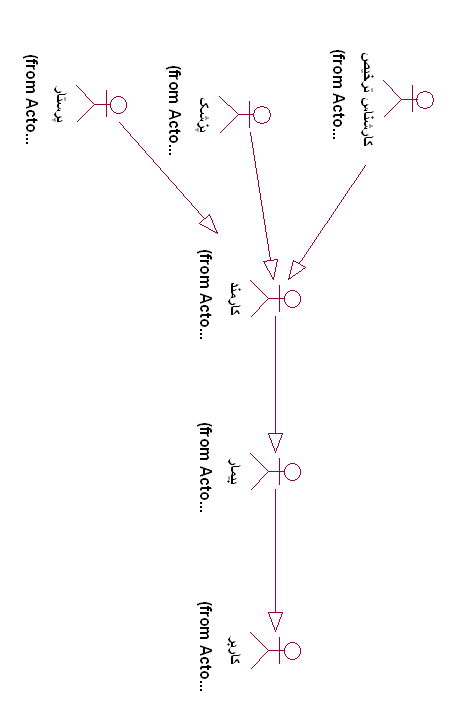 کارشناس ترخیص
(from Acto...
کارمند
(from Acto...
بیمار
(from Acto...
کاربر
(from Acto...
پزشک
(from Acto...
پرستار
(from Acto...